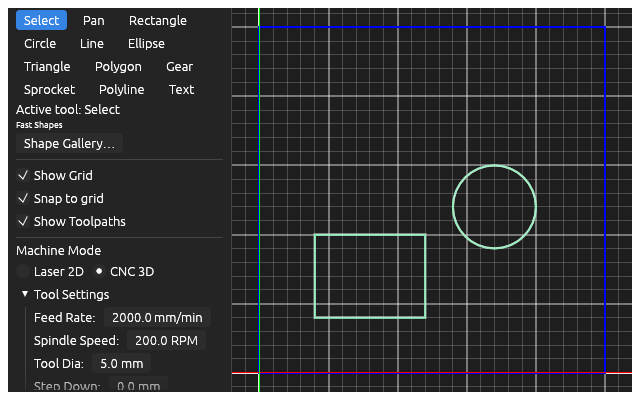 Select Pan Rectangle
Circle Line Ellipse
Triangle Polygon Gear
Sprocket Polyline Text
Active tool: Select
Fast Shapes
Shape Gallery...
Show Grid
Snap to grid
Show Toolpaths
Machine Mode
Laser 2D CNC 3D
Tool Settings
Feed Rate: 2000.0 mm/min
Spindle Speed: 200.0 RPM
Tool Dia: 5.0 mm
Step Down: 0.0 mm